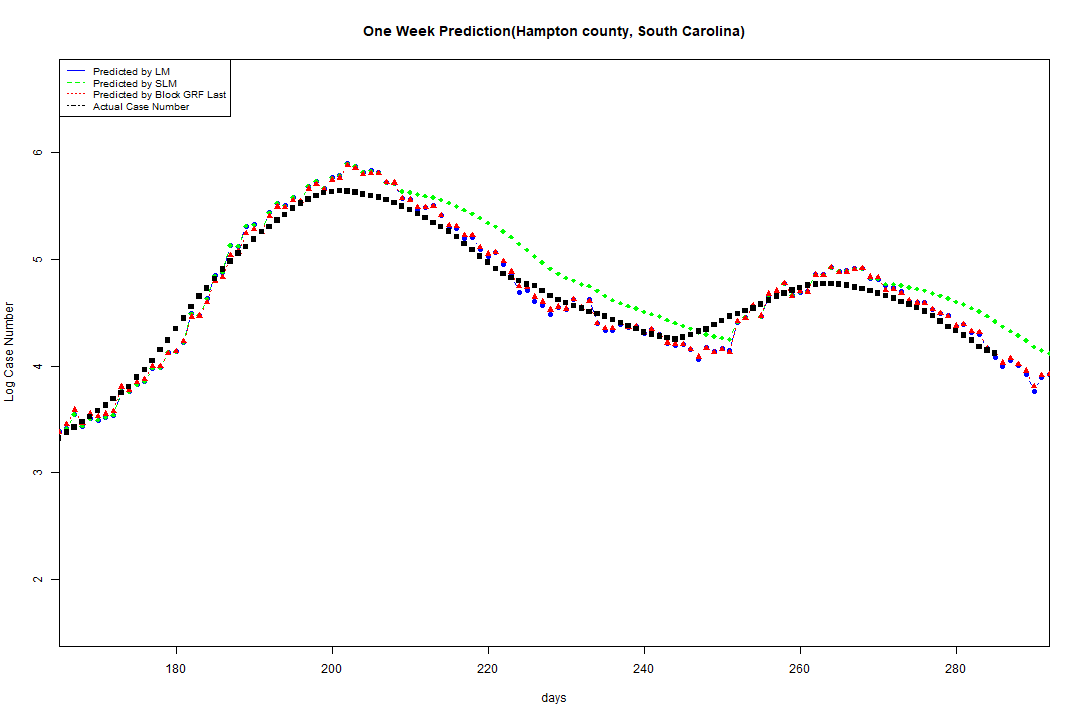 One Week Prediction(Hampton county, South Carolina)
Predicted by LM
Predicted by SLM
Predicted by Block GRF Last
Actual Case Number
6
5
4
3
2
Log Case Number
180 200 220 240 260 280
days